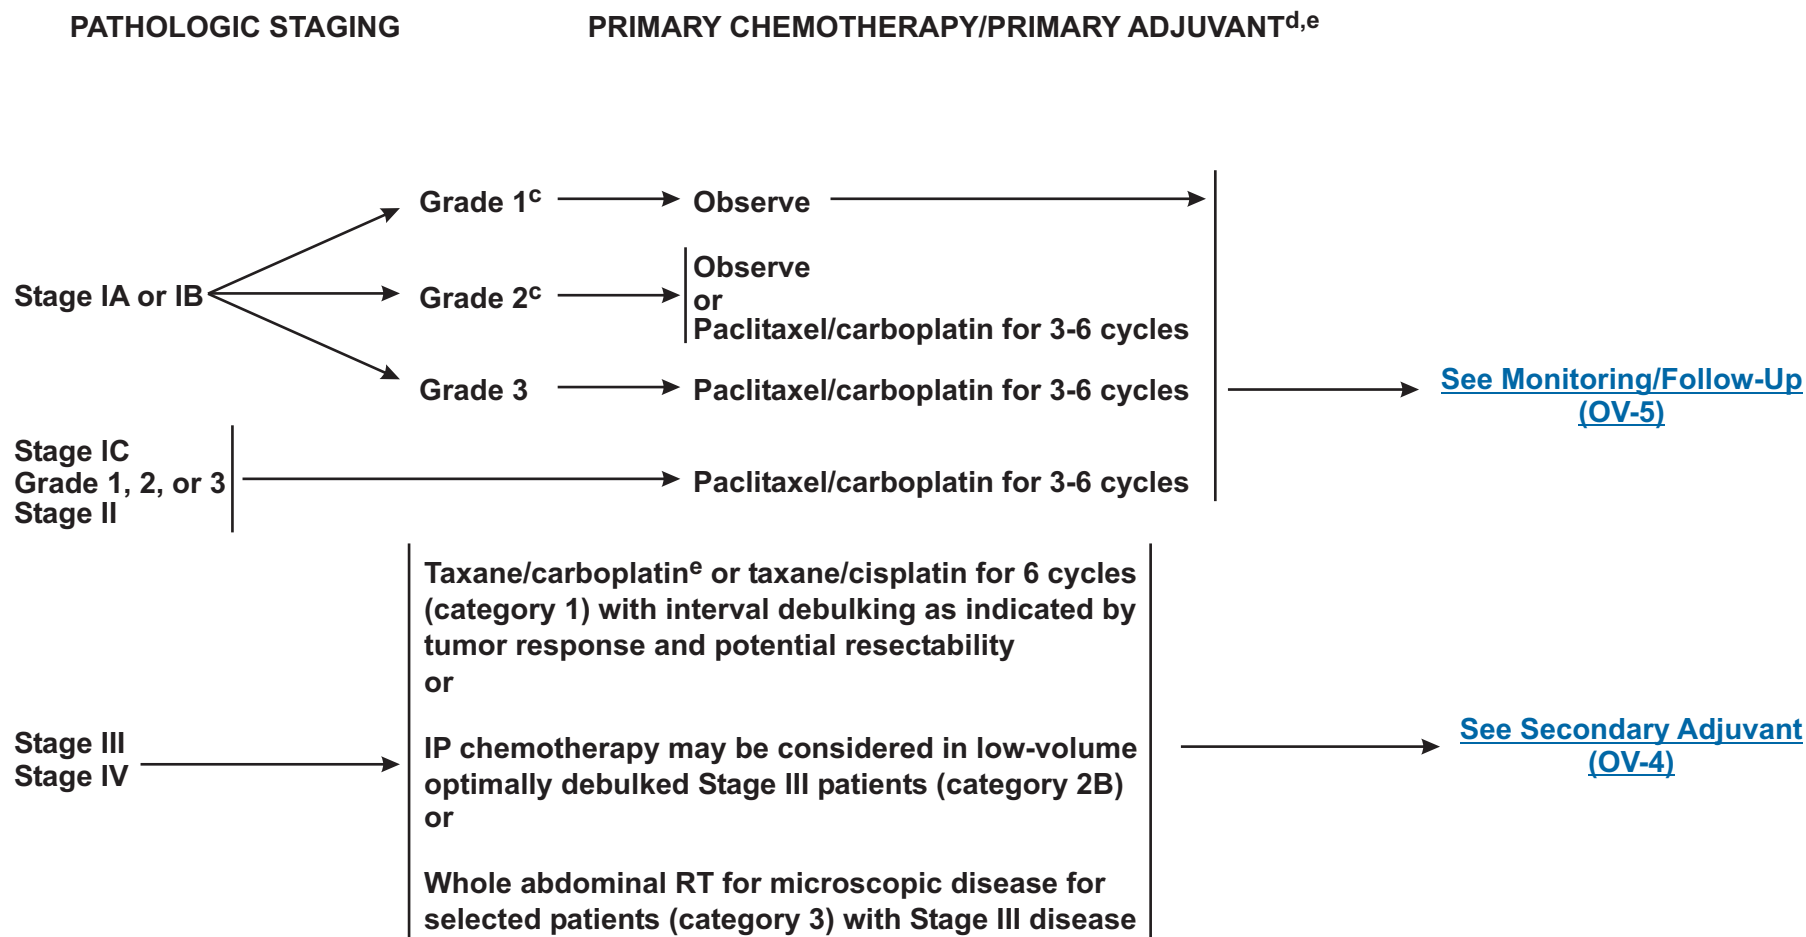 PATHOLOGIC STAGING
PRIMARY CHEMOTHERAPY/PRIMARY ADJUVANTd,e
Stage IA or IB
Grade 1c
Observe
Grade 2c
Observe
or
Paclitaxel/carboplatin for 3-6 cycles
Grade 3
Paclitaxel/carboplatin for 3-6 cycles
Stage IC
Grade 1, 2, or 3
Stage II
Paclitaxel/carboplatin for 3-6 cycles
See Monitoring/Follow-Up
(OV-5)
Stage III
Stage IV
Taxane/carboplatine or taxane/cisplatin for 6 cycles
(category 1) with interval debulking as indicated by
tumor response and potential resectability
or
IP chemotherapy may be considered in low-volume
optimally debulked Stage III patients (category 2B)
or
Whole abdominal RT for microscopic disease for
selected patients (category 3) with Stage III disease
See Secondary Adjuvant
(OV-4)